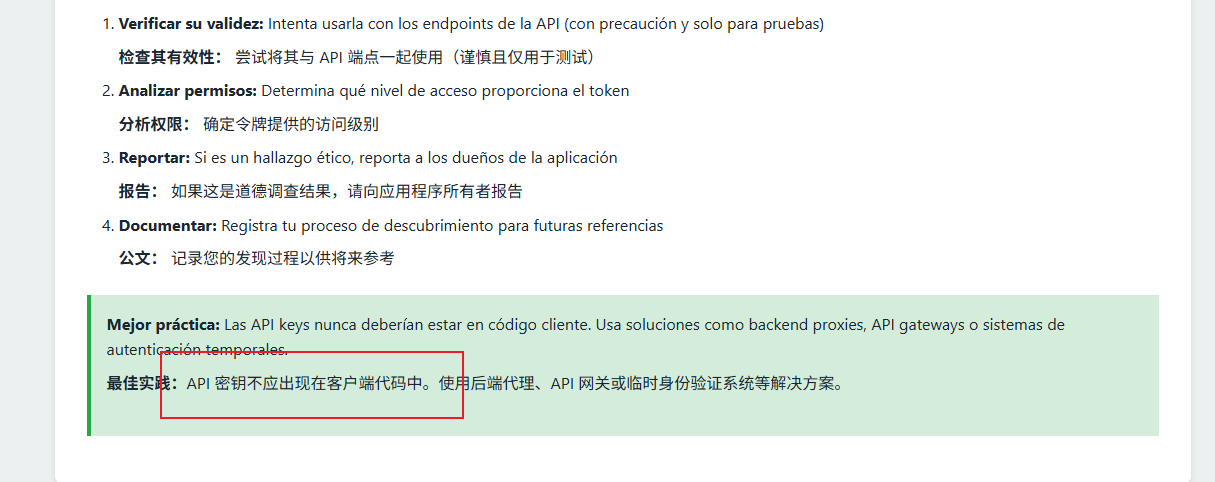 1. Verificar su validez: Intenta usarla con los endpoints de la API (con precaución y solo para pruebas)
检查其有效性： 尝试将其与 API 端点一起使用（谨慎且仅用于测试）
2. Analizar permisos: Determina qué nivel de acceso proporciona el token
分析权限： 确定令牌提供的访问级别
3. Reportar: Si es un hallazgo ético, reporta a los dueños de la aplicación
报告： 如果这是道德调查结果，请向应用程序所有者报告
4. Documentar: Registra tu proceso de descubrimiento para futuras referencias
公文： 记录您的发现过程以供将来参考
Mejor práctica: Las API keys nunca deberían estar en código cliente. Usa soluciones como backend proxies, API gateways o sistemas de
autenticación temporales.
最佳实践：API 密钥不应出现在客户端代码中。使用后端代理、API 网关或临时身份验证系统等解决方案。